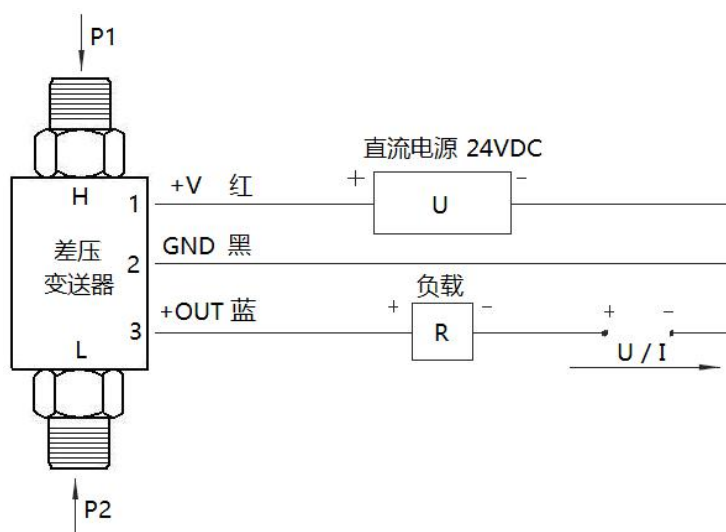 P1
直流电源 24VDC
H
1
+V 红
+
U
-
差压
变送器
2
GND 黑
负载
3
+OUT 蓝
+
R
-
+
-
L
U / I
P2